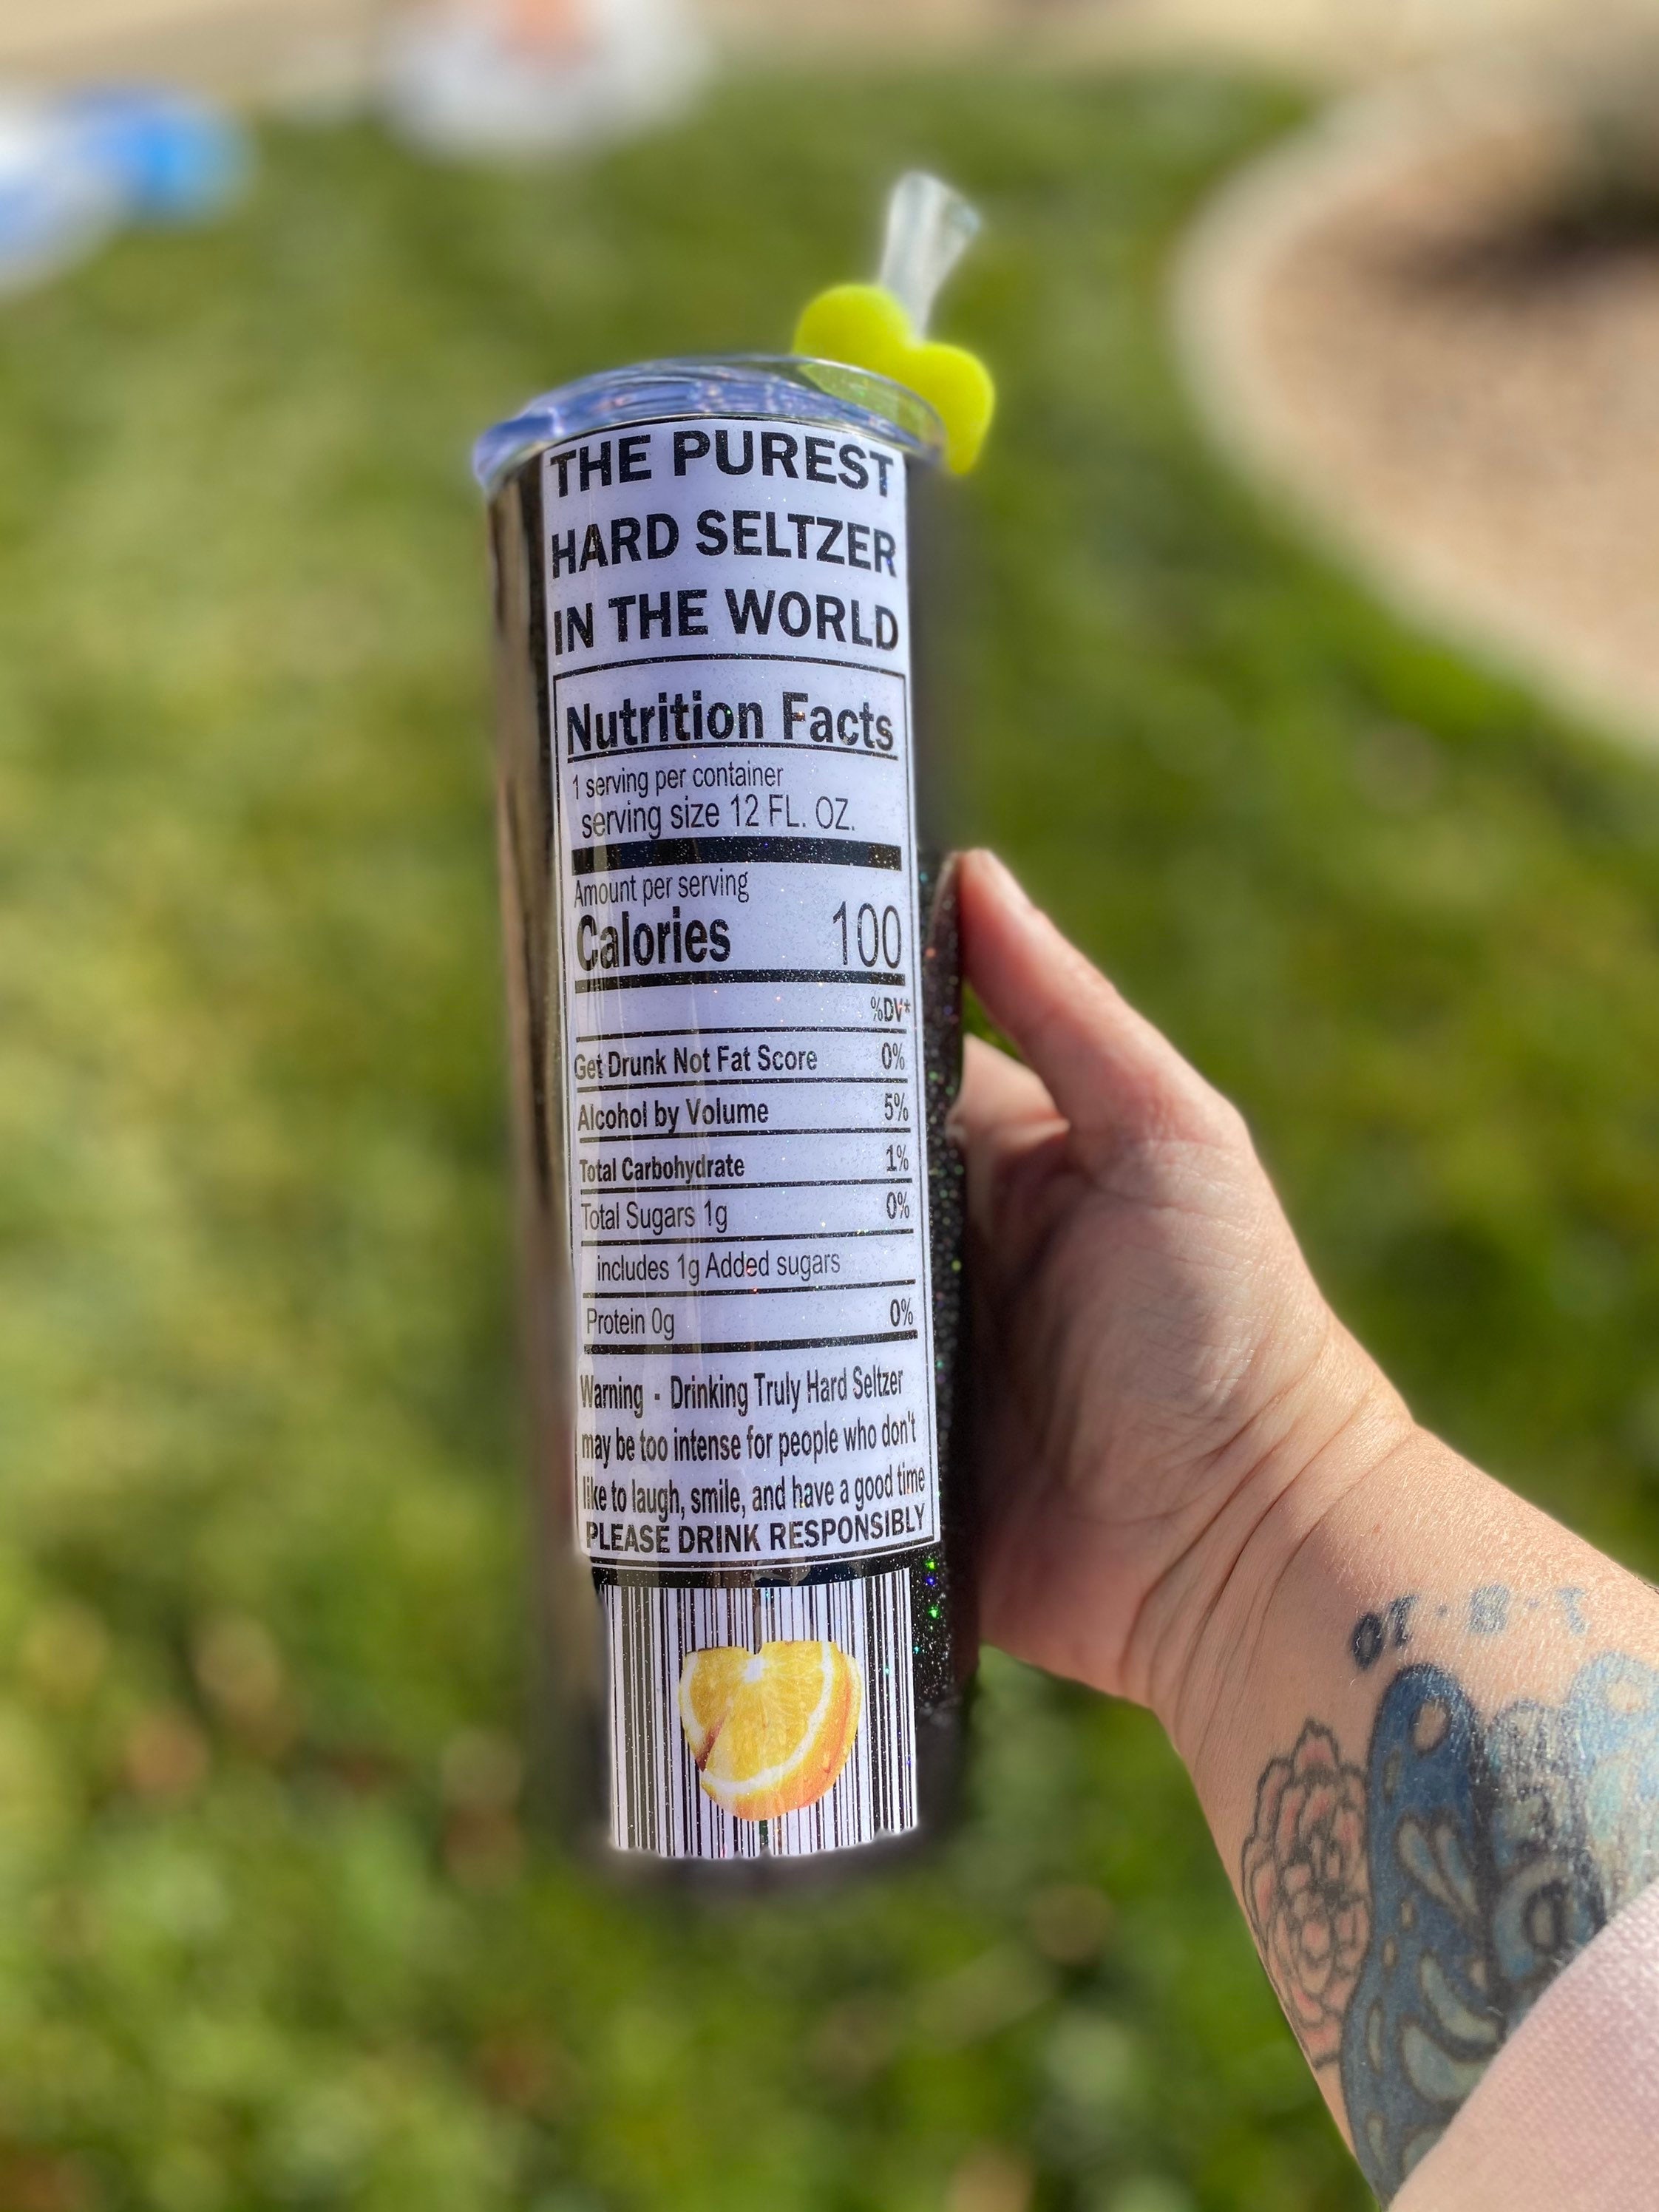 THE PUREST
HARD SELTZER
IN THE WORLD
Nutrition Facts
1 serving per container
serving size 12 FL. OZ.
Amount per serving
Calories 100
%DV*
Get Drunk Not Fat Score 0%
Alcohol by Volume 5%
Total Carbohydrate 1%
Total Sugars 1g 0%
includes 1g Added sugars
Protein 0g 0%
Warning - Drinking Truly Hard Seltzer
may be too intense for people who don't
like to laugh, smile, and have a good time
PLEASE DRINK RESPONSIBLY